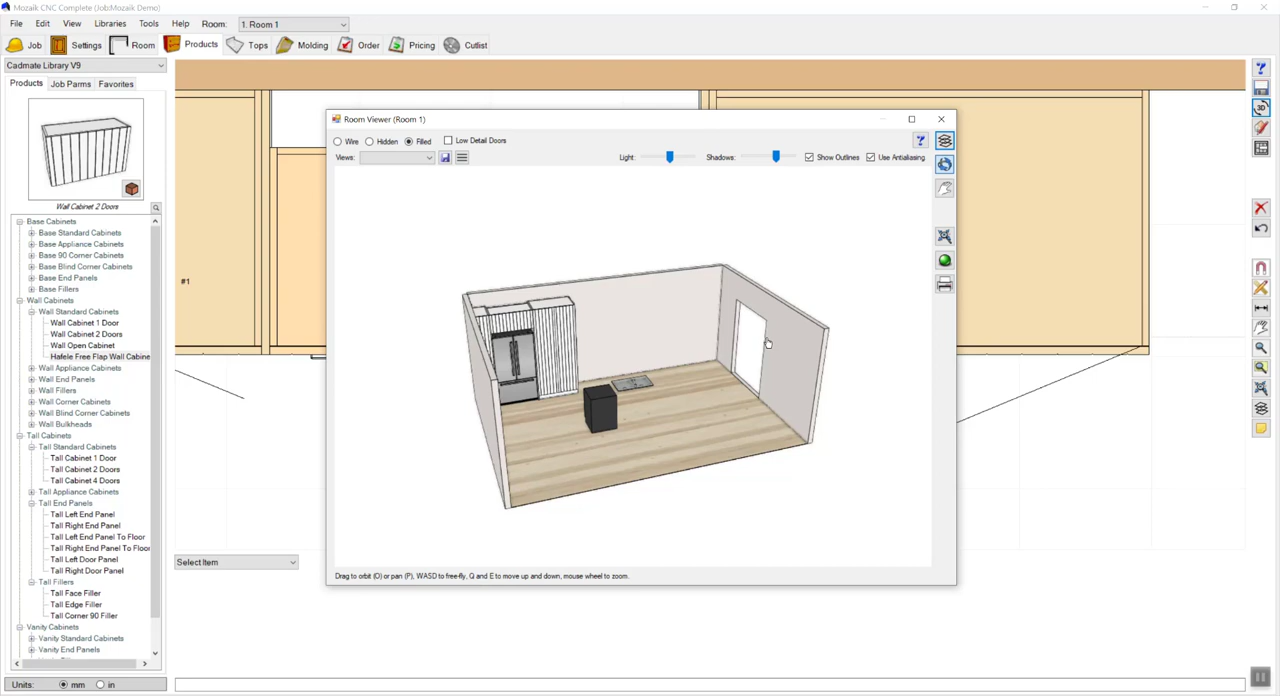 Mozaik CNC Complete (Job:Mozaik Demo)
File Edit View Libraries Tools Help Room: 1. Room 1
Job Settings Room Products Tops Molding Order Pricing Cutlist
Cadmate Library V9
Products Job Parms Favorites
Wall Cabinet 2 Doors
Base Cabinets
Base Standard Cabinets
Base Appliance Cabinets
Base 90 Corner Cabinets
Base Blind Corner Cabinets
Base End Panels
Base Fillers
Wall Cabinets
Wall Standard Cabinets
Wall Cabinet 1 Door
Wall Cabinet 2 Doors
Wall Open Cabinet
Hafele Free Flap Wall Cabine
Wall Appliance Cabinets
Wall End Panels
Wall Fillers
Wall Corner Cabinets
Wall Blind Corner Cabinets
Wall Bulkheads
Tall Cabinets
Tall Standard Cabinets
Tall Cabinet 1 Door
Tall Cabinet 2 Doors
Tall Cabinet 4 Doors
Tall Appliance Cabinets
Tall End Panels
Tall Left End Panel
Tall Right End Panel
Tall Left End Panel To Floor
Tall Right End Panel To Floor
Tall Left Door Panel
Tall Right Door Panel
Tall Fillers
Tall Face Filler
Tall Edge Filler
Tall Corner 90 Filler
Vanity Cabinets
Vanity Standard Cabinets
Vanity End Panels
Units: mm in
#1
Select Item
Room Viewer (Room 1)
Wire Hidden Filled Low Detail Doors
Views: Light: Shadows: Show Outlines Use Antialiasing
Drag to orbit (O) or pan (P), WASD to free-fly, Q and E to move up and down, mouse wheel to zoom.
3D